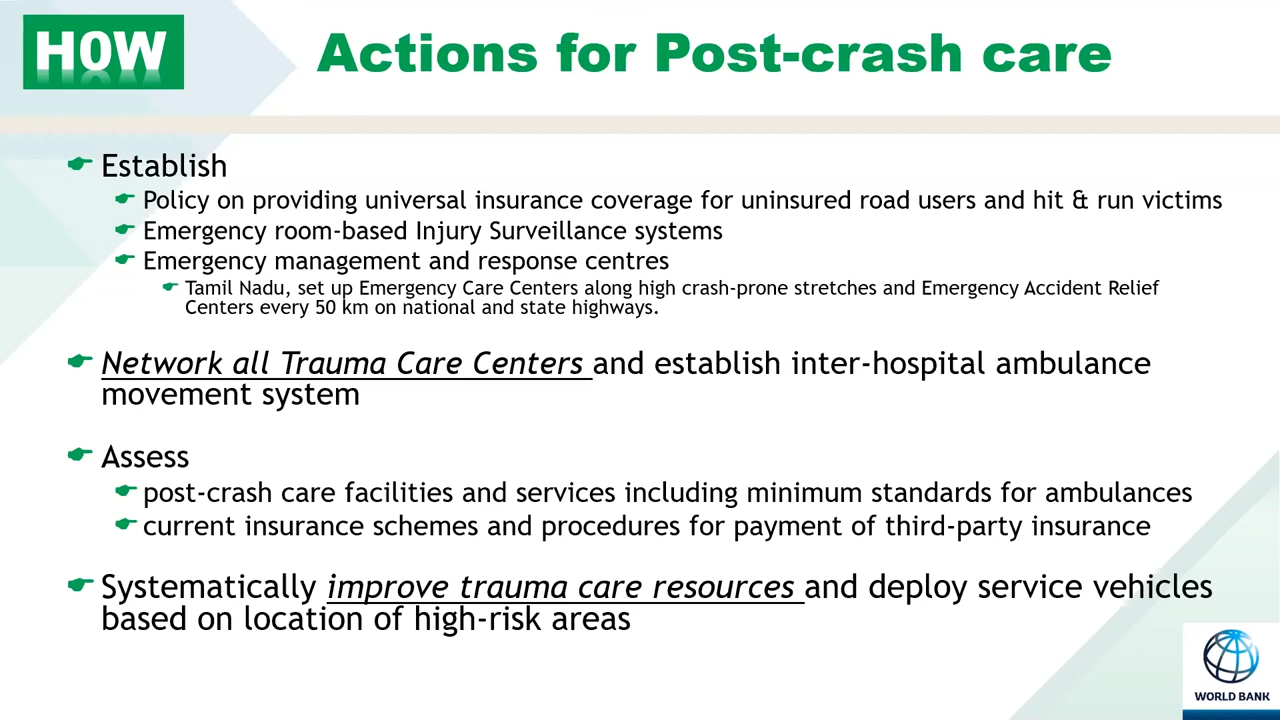 HOW
Actions for Post-crash care
Establish
Policy on providing universal insurance coverage for uninsured road users and hit & run victims
Emergency room-based Injury Surveillance systems
Emergency management and response centres
Tamil Nadu, set up Emergency Care Centers along high crash-prone stretches and Emergency Accident Relief
Centers every 50 km on national and state highways.
Network all Trauma Care Centers and establish inter-hospital ambulance
movement system
Assess
post-crash care facilities and services including minimum standards for ambulances
current insurance schemes and procedures for payment of third-party insurance
Systematically improve trauma care resources and deploy service vehicles
based on location of high-risk areas
WORLD BANK